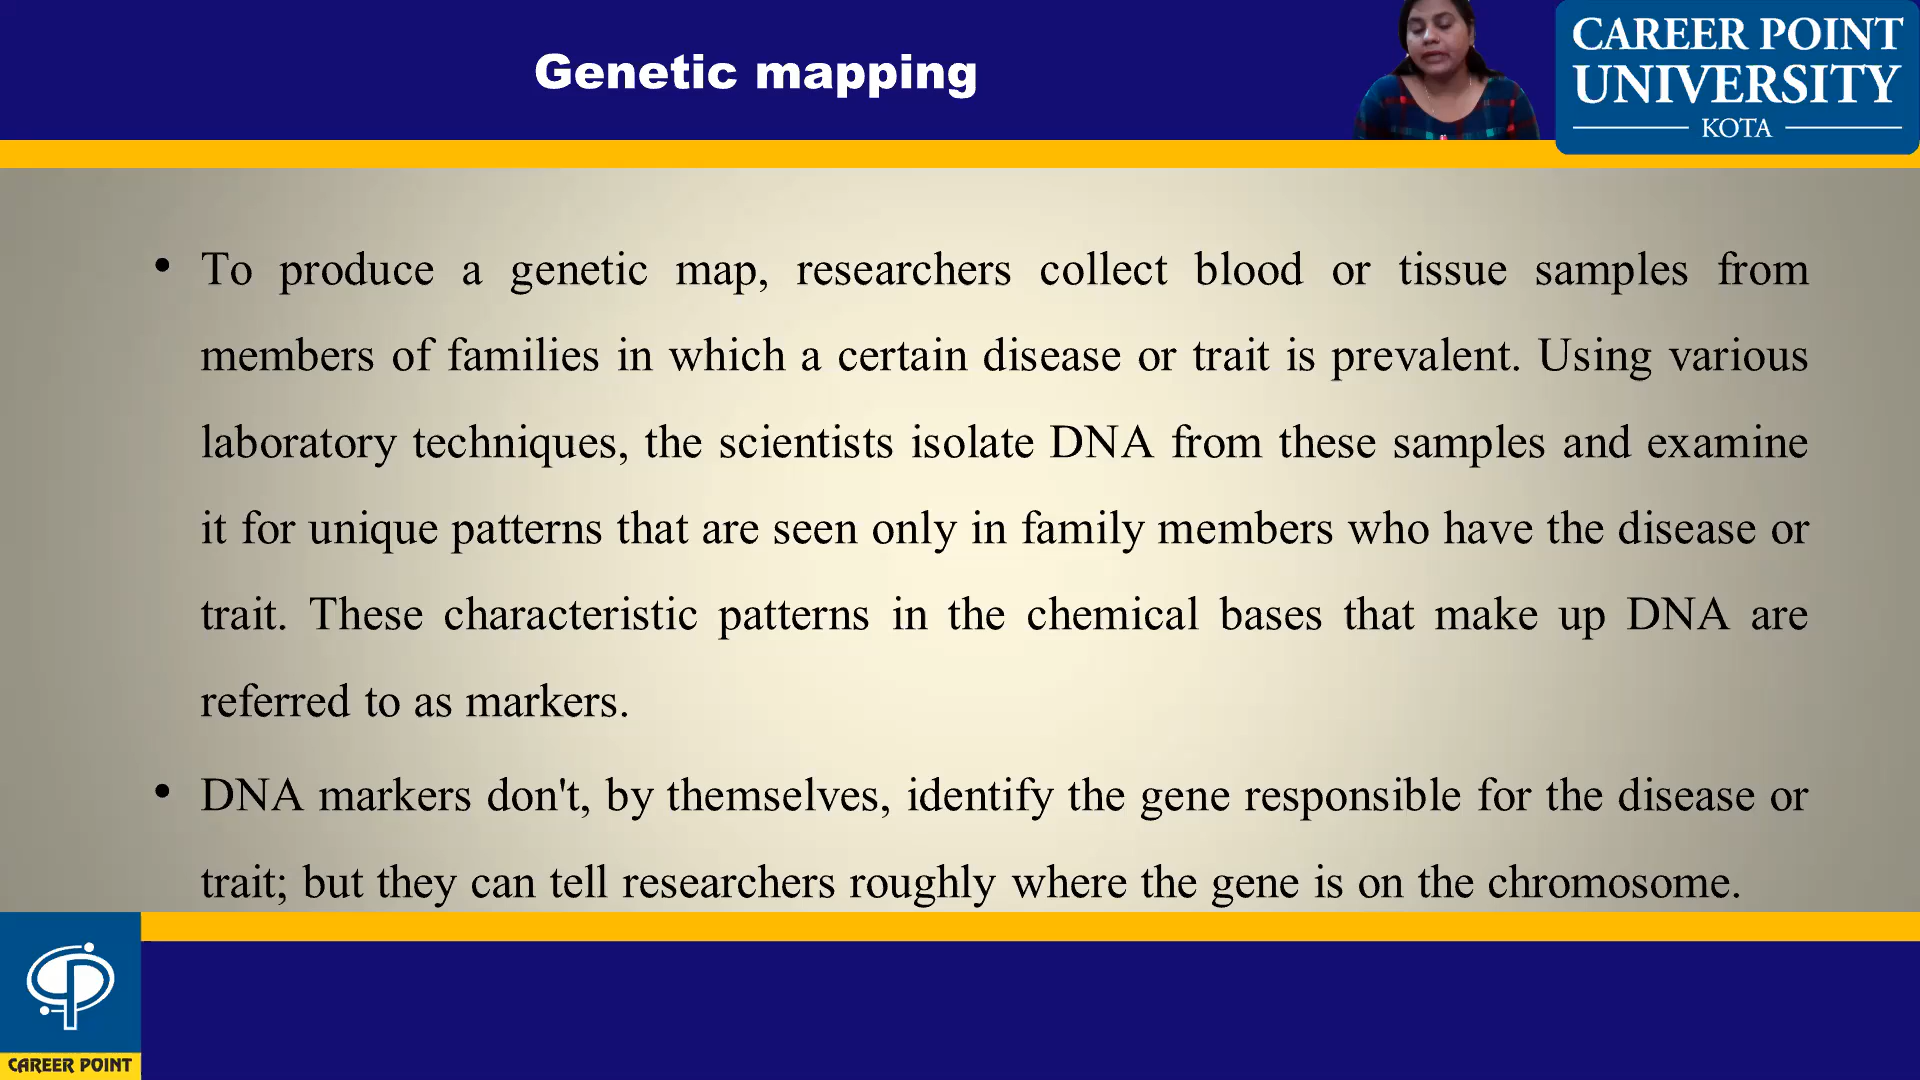 Genetic mapping
CAREER POINT
UNIVERSITY
KOTA
• To produce a genetic map, researchers collect blood or tissue samples from
members of families in which a certain disease or trait is prevalent. Using various
laboratory techniques, the scientists isolate DNA from these samples and examine
it for unique patterns that are seen only in family members who have the disease or
trait. These characteristic patterns in the chemical bases that make up DNA are
referred to as markers.
• DNA markers don't, by themselves, identify the gene responsible for the disease or
trait; but they can tell researchers roughly where the gene is on the chromosome.
CAREER POINT